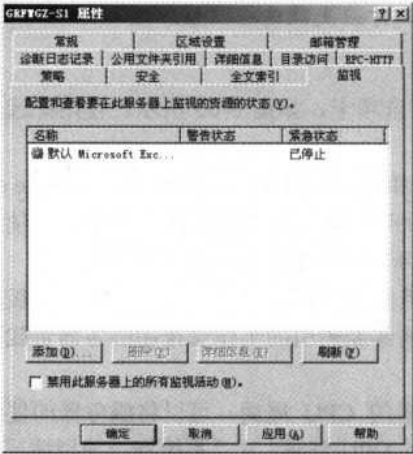 GRFWGZ-S1 属性
常规 区域设置 邮箱管理
诊断日志记录 公用文件夹引用 详细信息 目录访问 RPC-HTTP
策略 安全 全文索引 监视
配置和查看要在此服务器上监视的资源的状态(V)。
名称 警告状态 紧急状态
默认 Microsoft Exc... 已停止
添加(D)... 删除(Z) 详细信息(I) 刷新(Z)
禁用此服务器上的所有监视活动(M)。
确定 取消 应用(A) 帮助